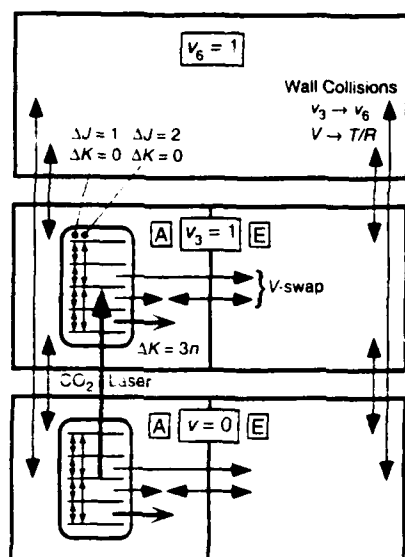 v₆ = 1
Wall Collisions
v₃ → v₆
V → T/R
ΔJ = 1 ΔJ = 2
ΔK = 0 ΔK = 0
A v₃ = 1 E
V-swap
ΔK = 3n
CO₂ Laser
A v = 0 E